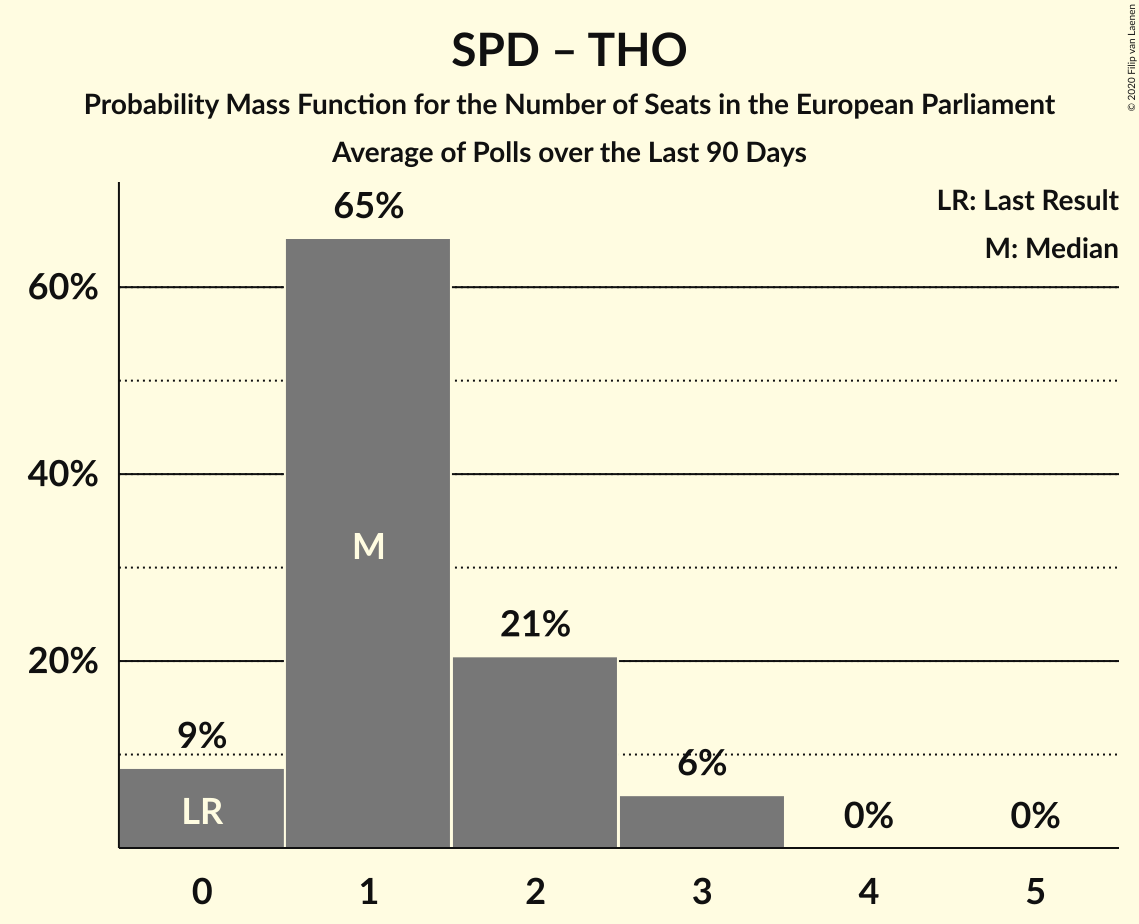 SPD – THO
Probability Mass Function for the Number of Seats in the European Parliament
Average of Polls over the Last 90 Days
© 2020 Filip van Laenen
LR: Last Result
M: Median
65%
60%
40%
M
21%
20%
9%
6%
LR
0%
0%
0
1
2
3
4
5